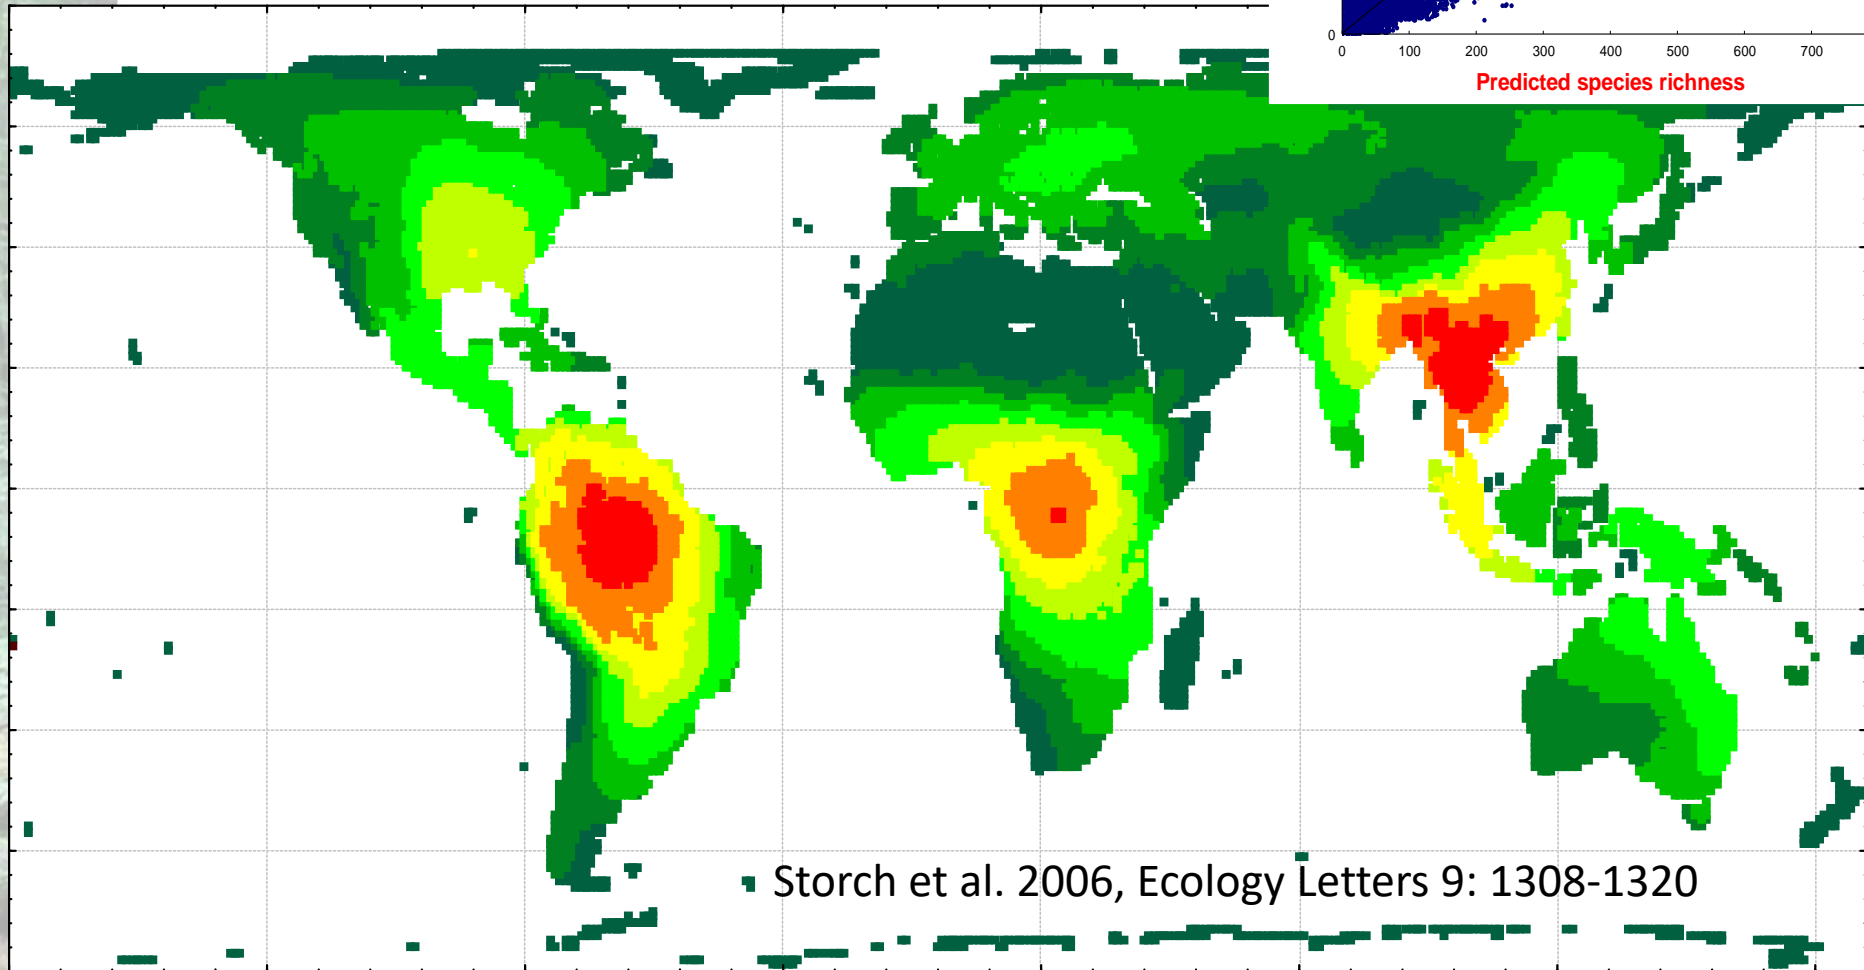 0
0 100 200 300 400 500 600 700
Predicted species richness
Storch et al. 2006, Ecology Letters 9: 1308-1320